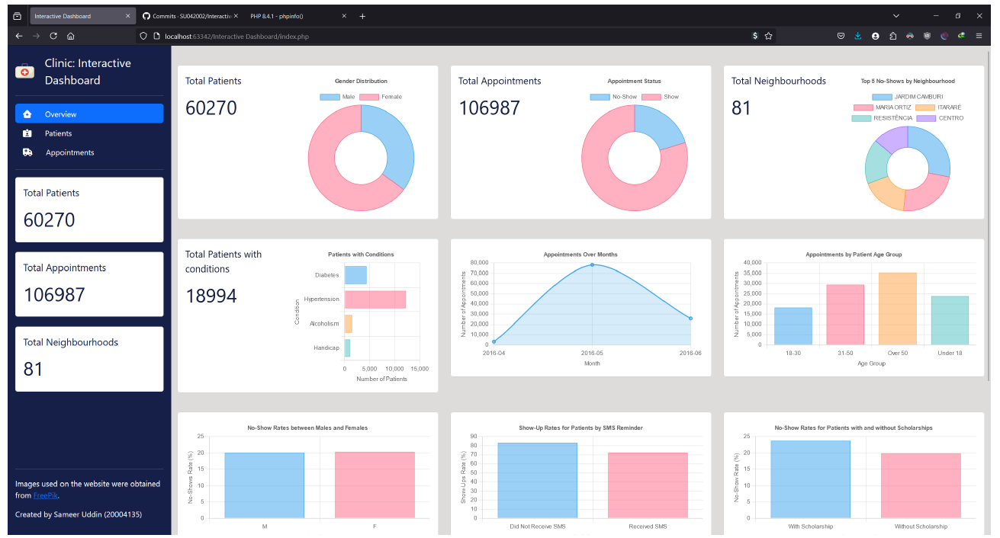 Interactive Dashboard
Commits · SU042002/Interactiv
PHP 8.4.1 - phpinfo()
localhost:63342/Interactive Dashboard/index.php
Clinic: Interactive
Dashboard
Overview
Patients
Appointments
Total Patients
60270
Total Appointments
106987
Total Neighbourhoods
81
Images used on the website were obtained
from FreePik.
Created by Sameer Uddin (20004135)
Total Patients
60270
Gender Distribution
Male Female
Total Appointments
106987
Appointment Status
No-Show Show
Total Neighbourhoods
81
Top 5 No-Shows by Neighbourhood
JARDIM CAMBURI
MARIA ORTIZ ITARARÉ
RESISTÊNCIA CENTRO
Total Patients with
conditions
18994
Patients with Conditions
Condition
Diabetes
Hypertension
Alcoholism
Handicap
0 5,000 10,000 15,000
Number of Patients
Appointments Over Months
Number of Appointments
80,000
70,000
60,000
50,000
40,000
30,000
20,000
10,000
0
2016-04 2016-05 2016-06
Month
Appointments by Patient Age Group
Number of Appointments
40,000
35,000
30,000
25,000
20,000
15,000
10,000
5,000
0
18-30 31-50 Over 50 Under 18
Age Group
No-Show Rates between Males and Females
No-Shows Rate (%)
25
20
15
10
5
0
M F
Show-Up Rates for Patients by SMS Reminder
Show-Ups Rate (%)
90
80
70
60
50
40
30
20
10
0
Did Not Receive SMS Received SMS
No-Show Rates for Patients with and without Scholarships
No-Show Rate (%)
25
20
15
10
5
0
With Scholarship Without Scholarship